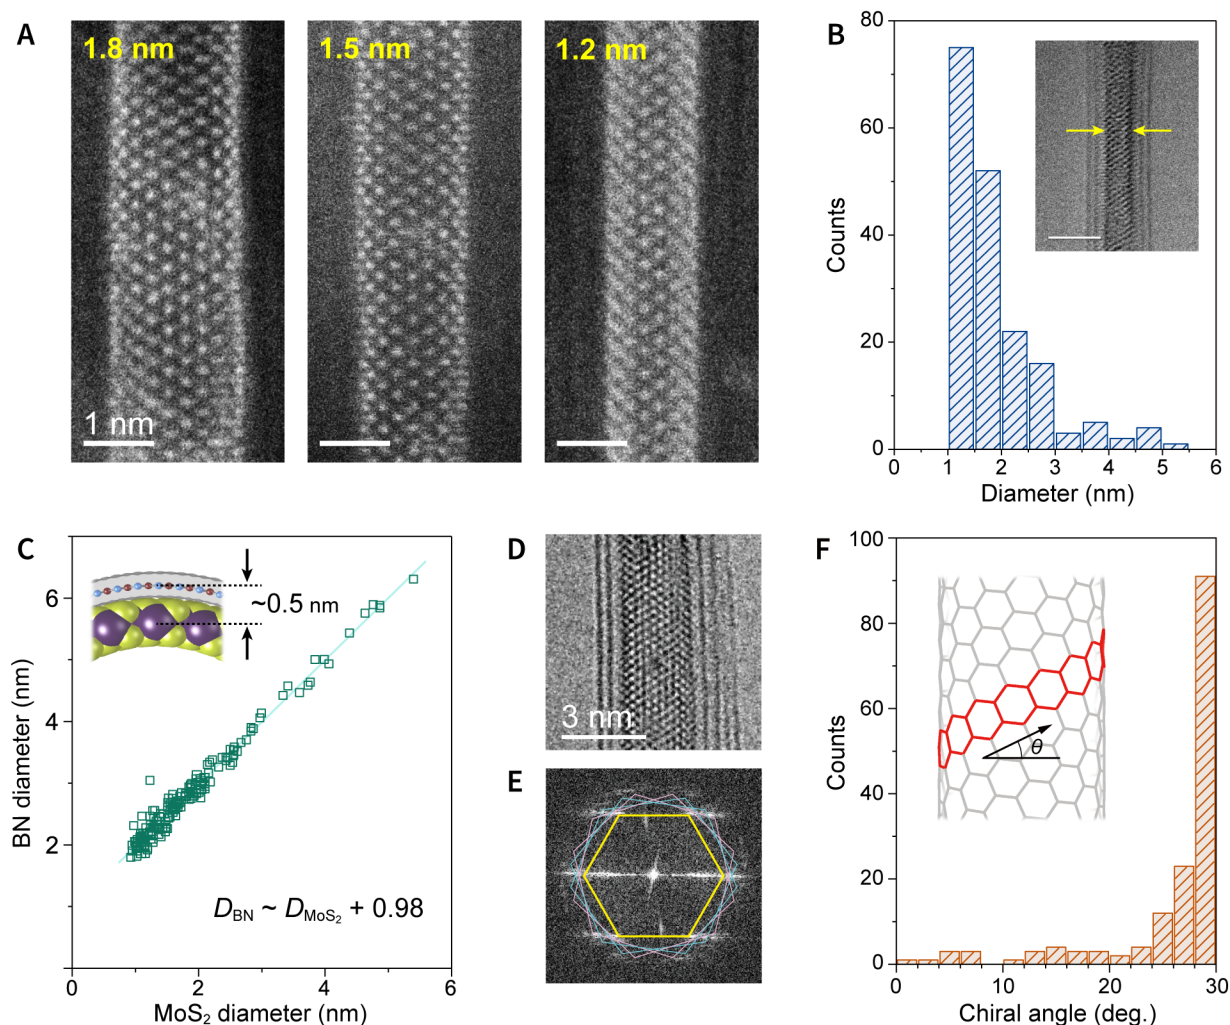 A
1.8 nm
1.5 nm
1.2 nm
1 nm
B
80
60
40
20
0
Counts
0 1 2 3 4 5 6
Diameter (nm)
C
6
4
2
BN diameter (nm)
~0.5 nm
D_BN ~ D_MoS₂ + 0.98
0 2 4 6
MoS₂ diameter (nm)
D
3 nm
E
F
100
80
60
40
20
0
Counts
θ
0 10 20 30
Chiral angle (deg.)